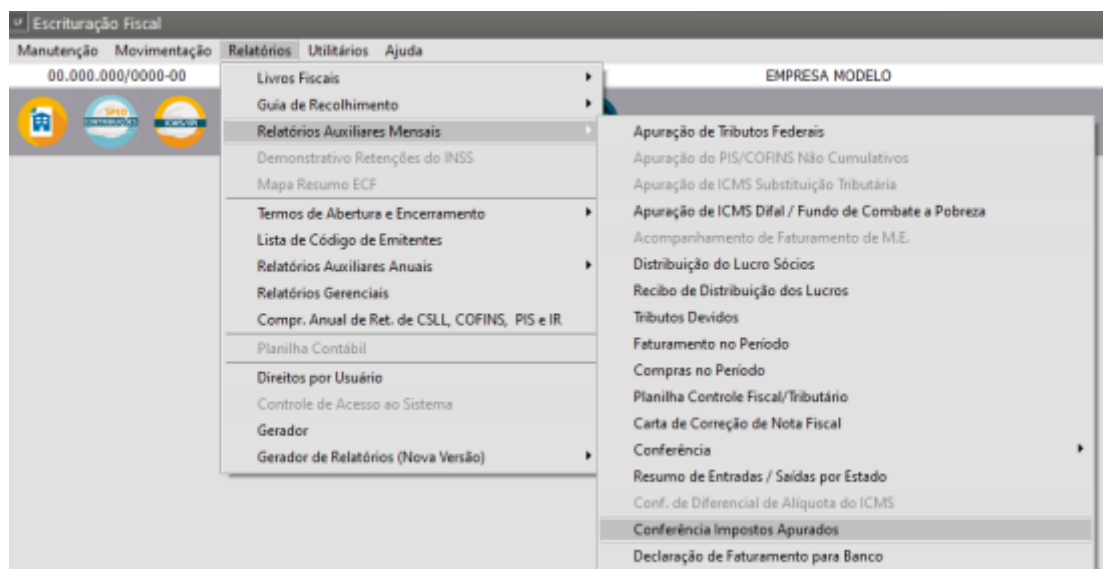 LF Escrituração Fiscal
Manutenção Movimentação Relatórios Utilitários Ajuda
00.000.000/0000-00 EMPRESA MODELO
SPED
CONTRIBUIÇÕES
Livros Fiscais
Guia de Recolhimento
Relatórios Auxiliares Mensais
Demonstrativo Retenções do INSS
Mapa Resumo ECF
Termos de Abertura e Encerramento
Lista de Código de Emitentes
Relatórios Auxiliares Anuais
Relatórios Gerenciais
Compr. Anual de Ret. de CSLL, COFINS, PIS e IR
Planilha Contábil
Direitos por Usuário
Controle de Acesso ao Sistema
Gerador
Gerador de Relatórios (Nova Versão)
Apuração de Tributos Federais
Apuração do PIS/COFINS Não Cumulativos
Apuração de ICMS Substituição Tributária
Apuração de ICMS Difal / Fundo de Combate a Pobreza
Acompanhamento de Faturamento de M.E.
Distribuição do Lucro Sócios
Recibo de Distribuição dos Lucros
Tributos Devidos
Faturamento no Período
Compras no Período
Planilha Controle Fiscal/Tributário
Carta de Correção de Nota Fiscal
Conferência
Resumo de Entradas / Saídas por Estado
Conf. de Diferencial de Alíquota do ICMS
Conferência Impostos Apurados
Declaração de Faturamento para Banco